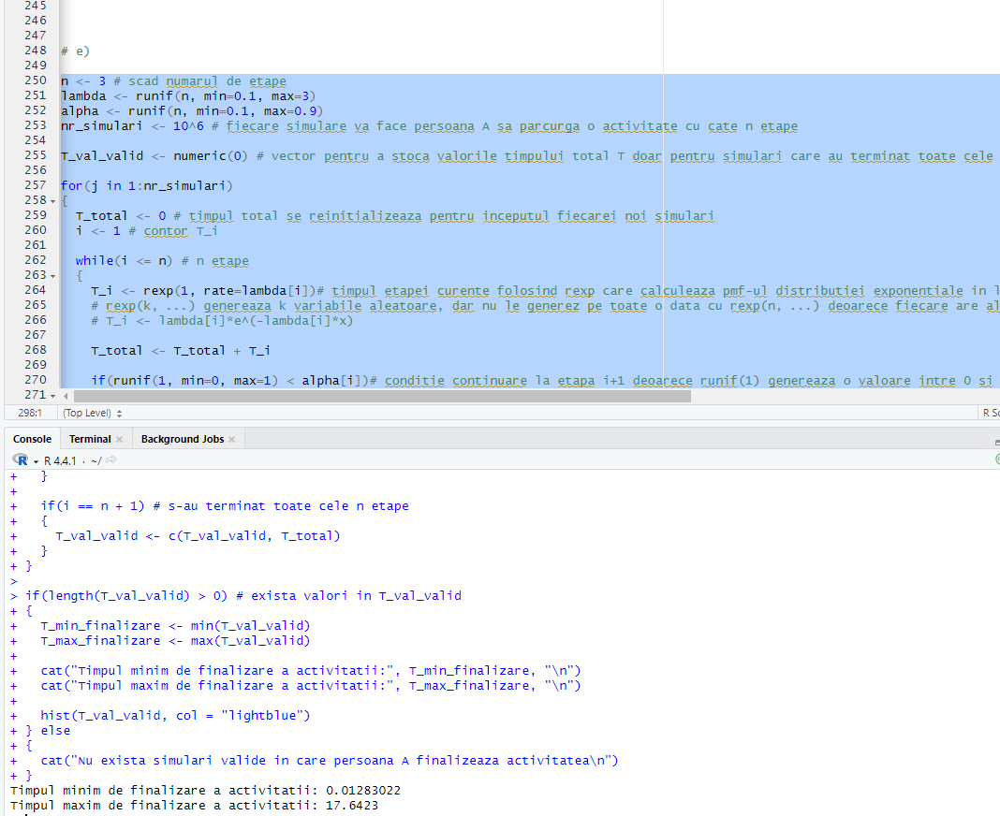 245
246
247
248 # e)
249
250 n <- 3 # scad numarul de etape
251 lambda <- runif(n, min=0.1, max=3)
252 alpha <- runif(n, min=0.1, max=0.9)
253 nr_simulari <- 10^6 # fiecare simulare va face persoana A sa parcurga o activitate cu cate n etape
254
255 T_val_valid <- numeric(0) # vector pentru a stoca valorile timpului total T doar pentru simulari care au terminat toate cele
256
257 for(j in 1:nr_simulari)
258 {
259 T_total <- 0 # timpul total se reinitializeaza pentru inceputul fiecarei noi simulari
260 i <- 1 # contor T_i
261
262 while(i <= n) # n etape
263 {
264 T_i <- rexp(1, rate=lambda[i])# timpul etapei curente folosind rexp care calculeaza pmf-ul distributiei exponentiale in
265 # rexp(k, ...) genereaza k variabile aleatoare, dar nu le generez pe toate o data cu rexp(n, ...) deoarece fiecare are al
266 # T_i <- lambda[i]*e^(-lambda[i]*x)
267
268 T_total <- T_total + T_i
269
270 if(runif(1, min=0, max=1) < alpha[i])# conditie continuare la etapa i+1 deoarece runif(1) genereaza o valoare intre 0 si
271
298:1 (Top Level) R Sc
Console Terminal Background Jobs
R 4.4.1 · ~/
+ }
+
+ if(i == n + 1) # s-au terminat toate cele n etape
+ {
+ T_val_valid <- c(T_val_valid, T_total)
+ }
+ }
>
> if(length(T_val_valid) > 0) # exista valori in T_val_valid
+ {
+ T_min_finalizare <- min(T_val_valid)
+ T_max_finalizare <- max(T_val_valid)
+
+ cat("Timpul minim de finalizare a activitatii:", T_min_finalizare, "\n")
+ cat("Timpul maxim de finalizare a activitatii:", T_max_finalizare, "\n")
+
+ hist(T_val_valid, col = "lightblue")
+ } else
+ {
+ cat("Nu exista simulari valide in care persoana A finalizeaza activitatea\n")
+ }
Timpul minim de finalizare a activitatii: 0.01283022
Timpul maxim de finalizare a activitatii: 17.6423